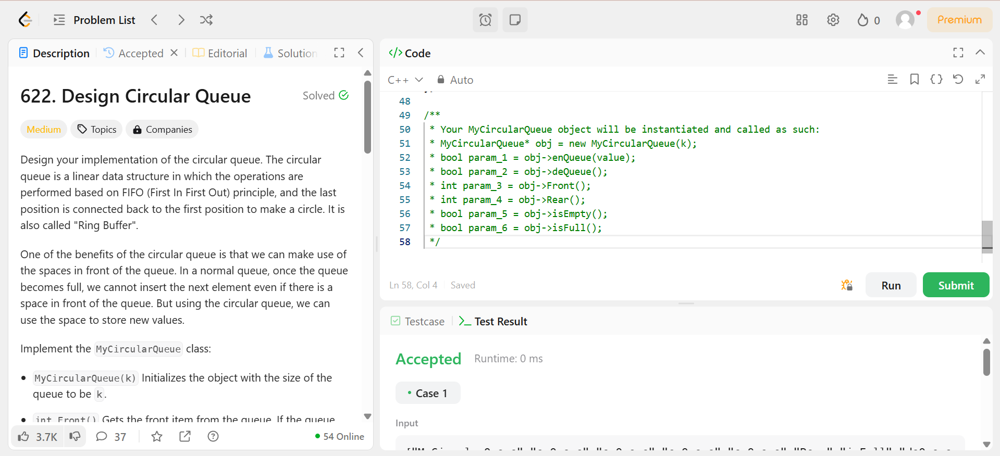 Problem List
0
Premium
Description
Accepted
Editorial
Solution
622. Design Circular Queue
Solved
Medium
Topics
Companies
Design your implementation of the circular queue. The circular
queue is a linear data structure in which the operations are
performed based on FIFO (First In First Out) principle, and the last
position is connected back to the first position to make a circle. It is
also called "Ring Buffer".
One of the benefits of the circular queue is that we can make use of
the spaces in front of the queue. In a normal queue, once the queue
becomes full, we cannot insert the next element even if there is a
space in front of the queue. But using the circular queue, we can
use the space to store new values.
Implement the MyCircularQueue class:
• MyCircularQueue(k) Initializes the object with the size of the
queue to be k.
• int Front() Gets the front item from the queue. If the queue
3.7K
37
54 Online
</> Code
C++
Auto
48
49 /**
50 * Your MyCircularQueue object will be instantiated and called as such:
51 * MyCircularQueue* obj = new MyCircularQueue(k);
52 * bool param_1 = obj->enQueue(value);
53 * bool param_2 = obj->deQueue();
54 * int param_3 = obj->Front();
55 * int param_4 = obj->Rear();
56 * bool param_5 = obj->isEmpty();
57 * bool param_6 = obj->isFull();
58 */
Ln 58, Col 4
Saved
Run
Submit
Testcase
Test Result
Accepted
Runtime: 0 ms
• Case 1
Input